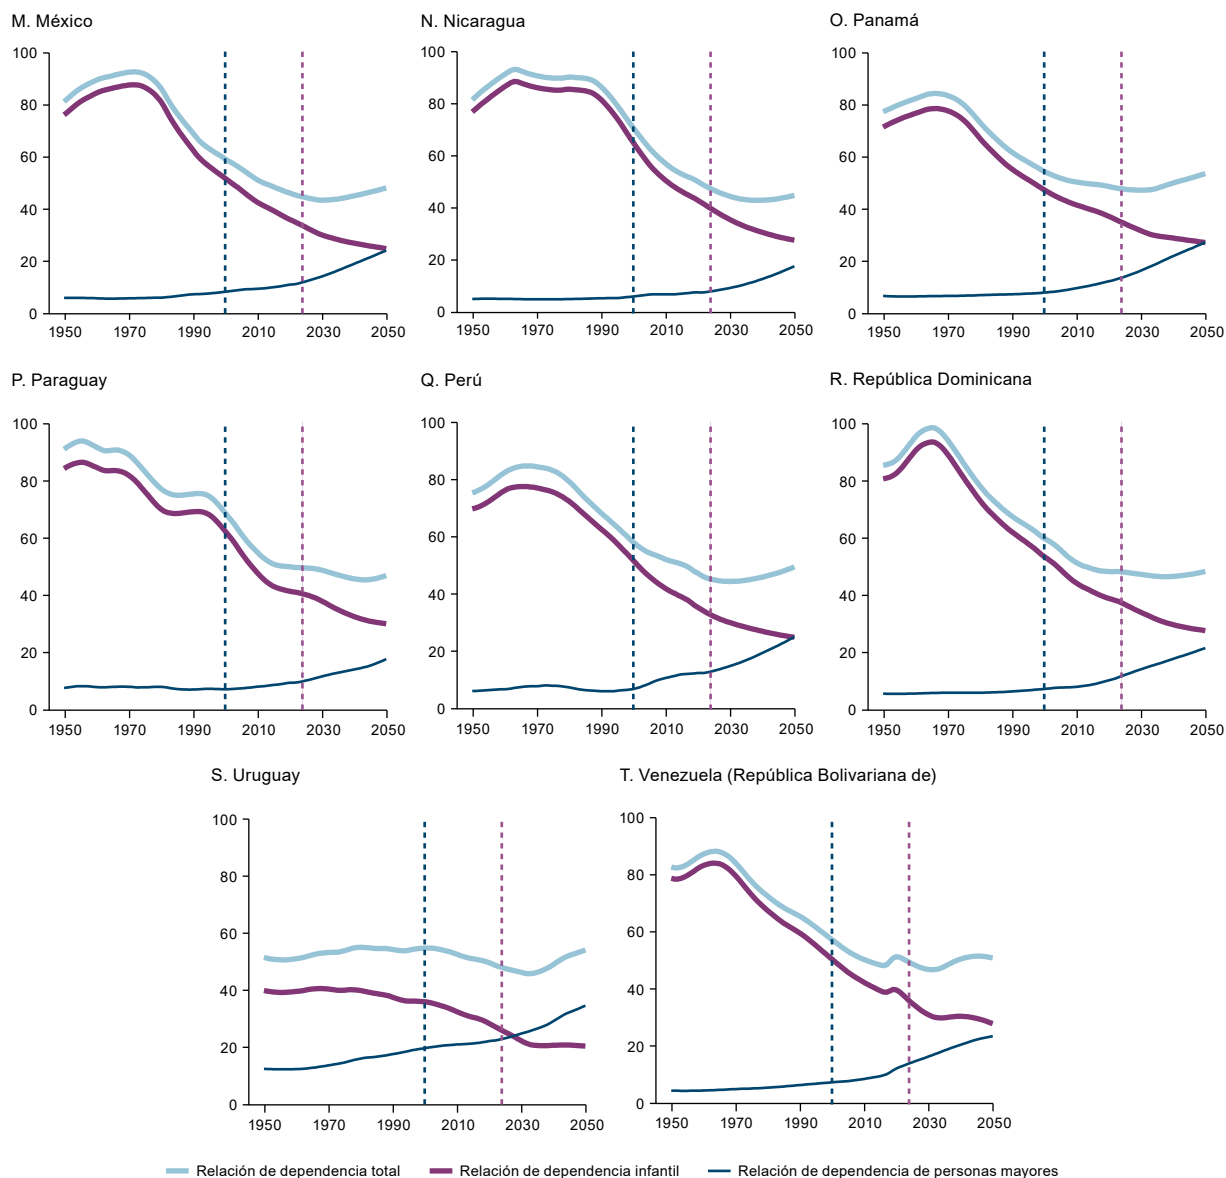 M. México
N. Nicaragua
O. Panamá
100
80
60
40
20
0
1950 1970 1990 2010 2030 2050
100
80
60
40
20
0
1950 1970 1990 2010 2030 2050
100
80
60
40
20
0
1950 1970 1990 2010 2030 2050
P. Paraguay
Q. Perú
R. República Dominicana
100
80
60
40
20
0
1950 1970 1990 2010 2030 2050
100
80
60
40
20
0
1950 1970 1990 2010 2030 2050
100
80
60
40
20
0
1950 1970 1990 2010 2030 2050
S. Uruguay
T. Venezuela (República Bolivariana de)
100
80
60
40
20
0
1950 1970 1990 2010 2030 2050
100
80
60
40
20
0
1950 1970 1990 2010 2030 2050
Relación de dependencia total Relación de dependencia infantil Relación de dependencia de personas mayores